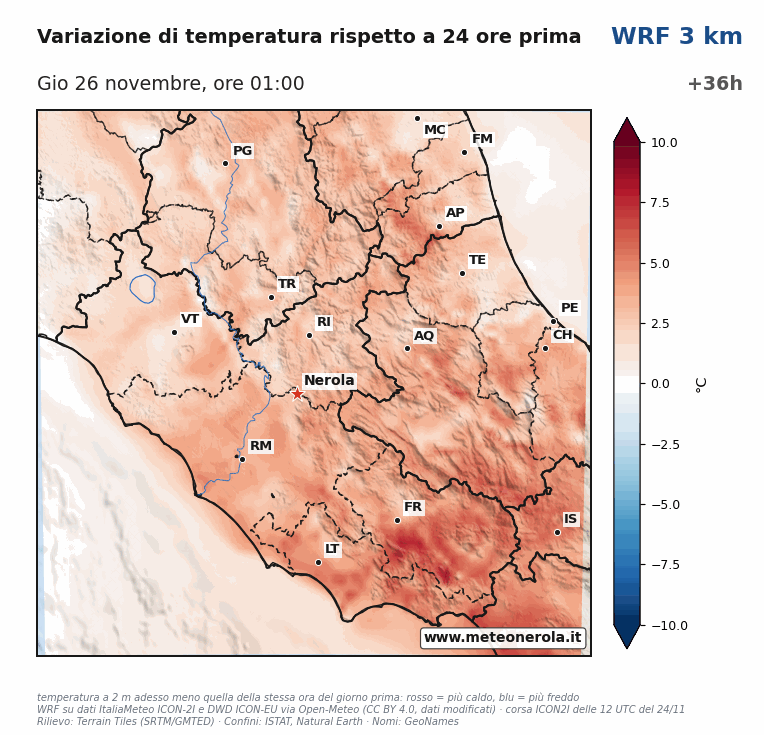 Variazione di temperatura rispetto a 24 ore prima WRF 3 km
Gio 26 novembre, ore 01:00 +36h
MC
FM
PG
AP
TE
TR
PE
VT
RI
AQ
CH
Nerola
RM
FR
IS
LT
www.meteonerola.it
10.0
7.5
5.0
2.5
0.0
−2.5
−5.0
−7.5
−10.0
°C
temperatura a 2 m adesso meno quella della stessa ora del giorno prima: rosso = più caldo, blu = più freddo
WRF su dati ItaliaMeteo ICON-2I e DWD ICON-EU via Open-Meteo (CC BY 4.0, dati modificati) · corsa ICON2I delle 12 UTC del 24/11
Rilievo: Terrain Tiles (SRTM/GMTED) · Confini: ISTAT, Natural Earth · Nomi: GeoNames